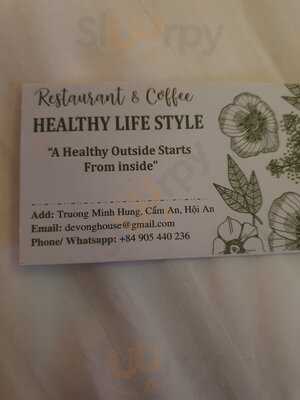 Slurpy
Restaurant & Coffee
HEALTHY LIFE STYLE
"A Healthy Outside Starts
From inside"
Add: Truong Minh Hung, Cẩm An, Hội An
Email: devonghouse@gmail.com
Phone/ Whatsapp: +84 905 440 236